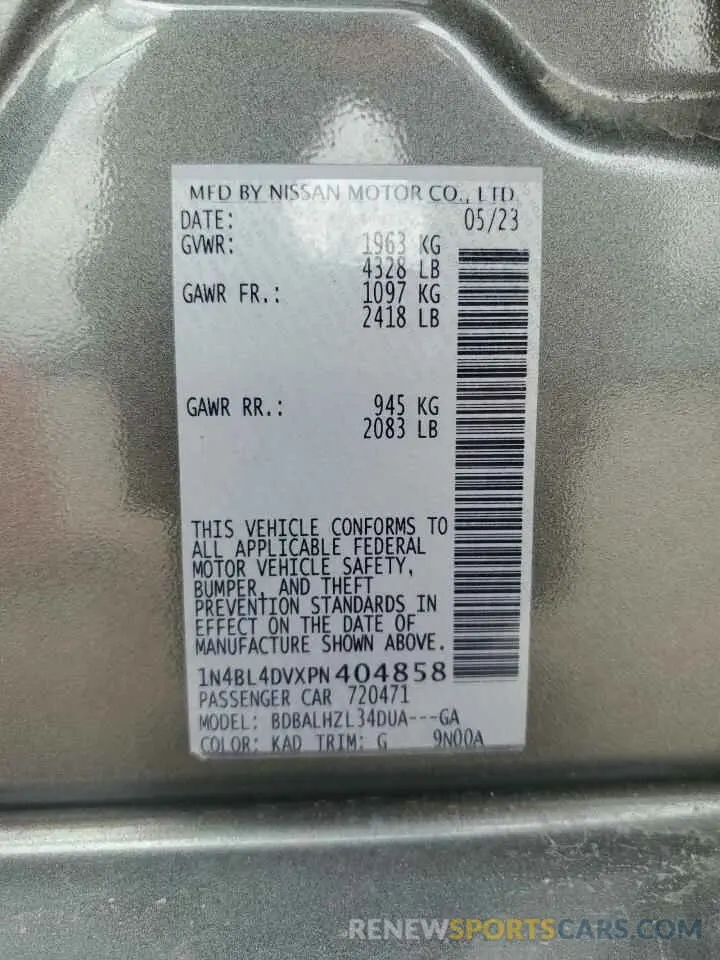 MFD BY NISSAN MOTOR CO., LTD.
DATE: 05/23
GVWR: 1963 KG
4328 LB
GAWR FR.: 1097 KG
2418 LB
GAWR RR.: 945 KG
2083 LB
THIS VEHICLE CONFORMS TO
ALL APPLICABLE FEDERAL
MOTOR VEHICLE SAFETY,
BUMPER, AND THEFT
PREVENTION STANDARDS IN
EFFECT ON THE DATE OF
MANUFACTURE SHOWN ABOVE.
1N4BL4DVXPN404858
PASSENGER CAR 720471
MODEL: BDBALHZL34DUA---GA
COLOR: KAD TRIM: G 9N00A
RENEWSPORTSCARS.COM